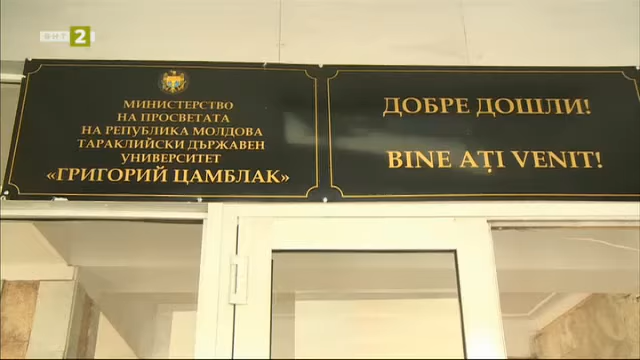 БНТ 2
МИНИСТЕРСТВО
НА ПРОСВЕТАТА
НА РЕПУБЛИКА МОЛДОВА
ТАРАКЛИЙСКИ ДЪРЖАВЕН
УНИВЕРСИТЕТ
«ГРИГОРИЙ ЦАМБЛАК»
ДОБРЕ ДОШЛИ!
BINE AȚI VENIT!